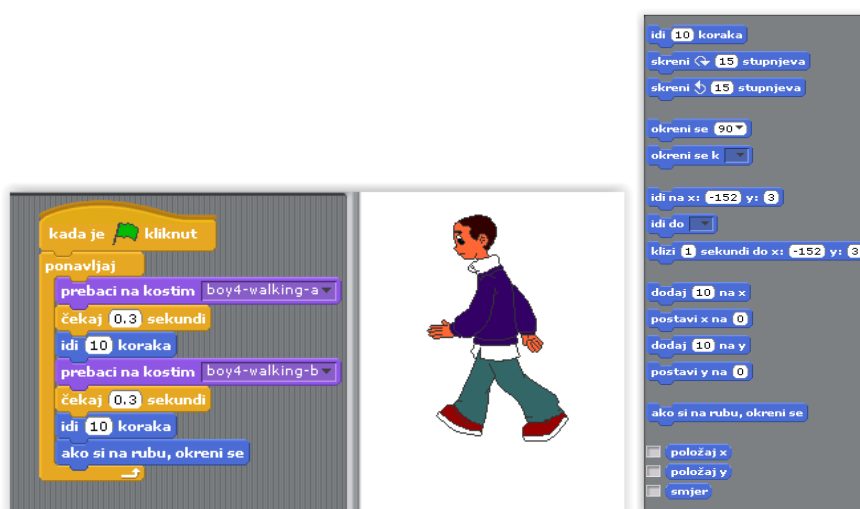 kada je kliknut
ponavljaj
prebaci na kostim boy4-walking-a
čekaj 0.3 sekundi
idi 10 koraka
prebaci na kostim boy4-walking-b
čekaj 0.3 sekundi
idi 10 koraka
ako si na rubu, okreni se
idi 10 koraka
skreni 15 stupnjeva
skreni 15 stupnjeva
okreni se 90
okreni se k
idi na x: -152 y: 3
idi do
klizi 1 sekundi do x: -152 y: 3
dodaj 10 na x
postavi x na 0
dodaj 10 na y
postavi y na 0
ako si na rubu, okreni se
položaj x
položaj y
smjer